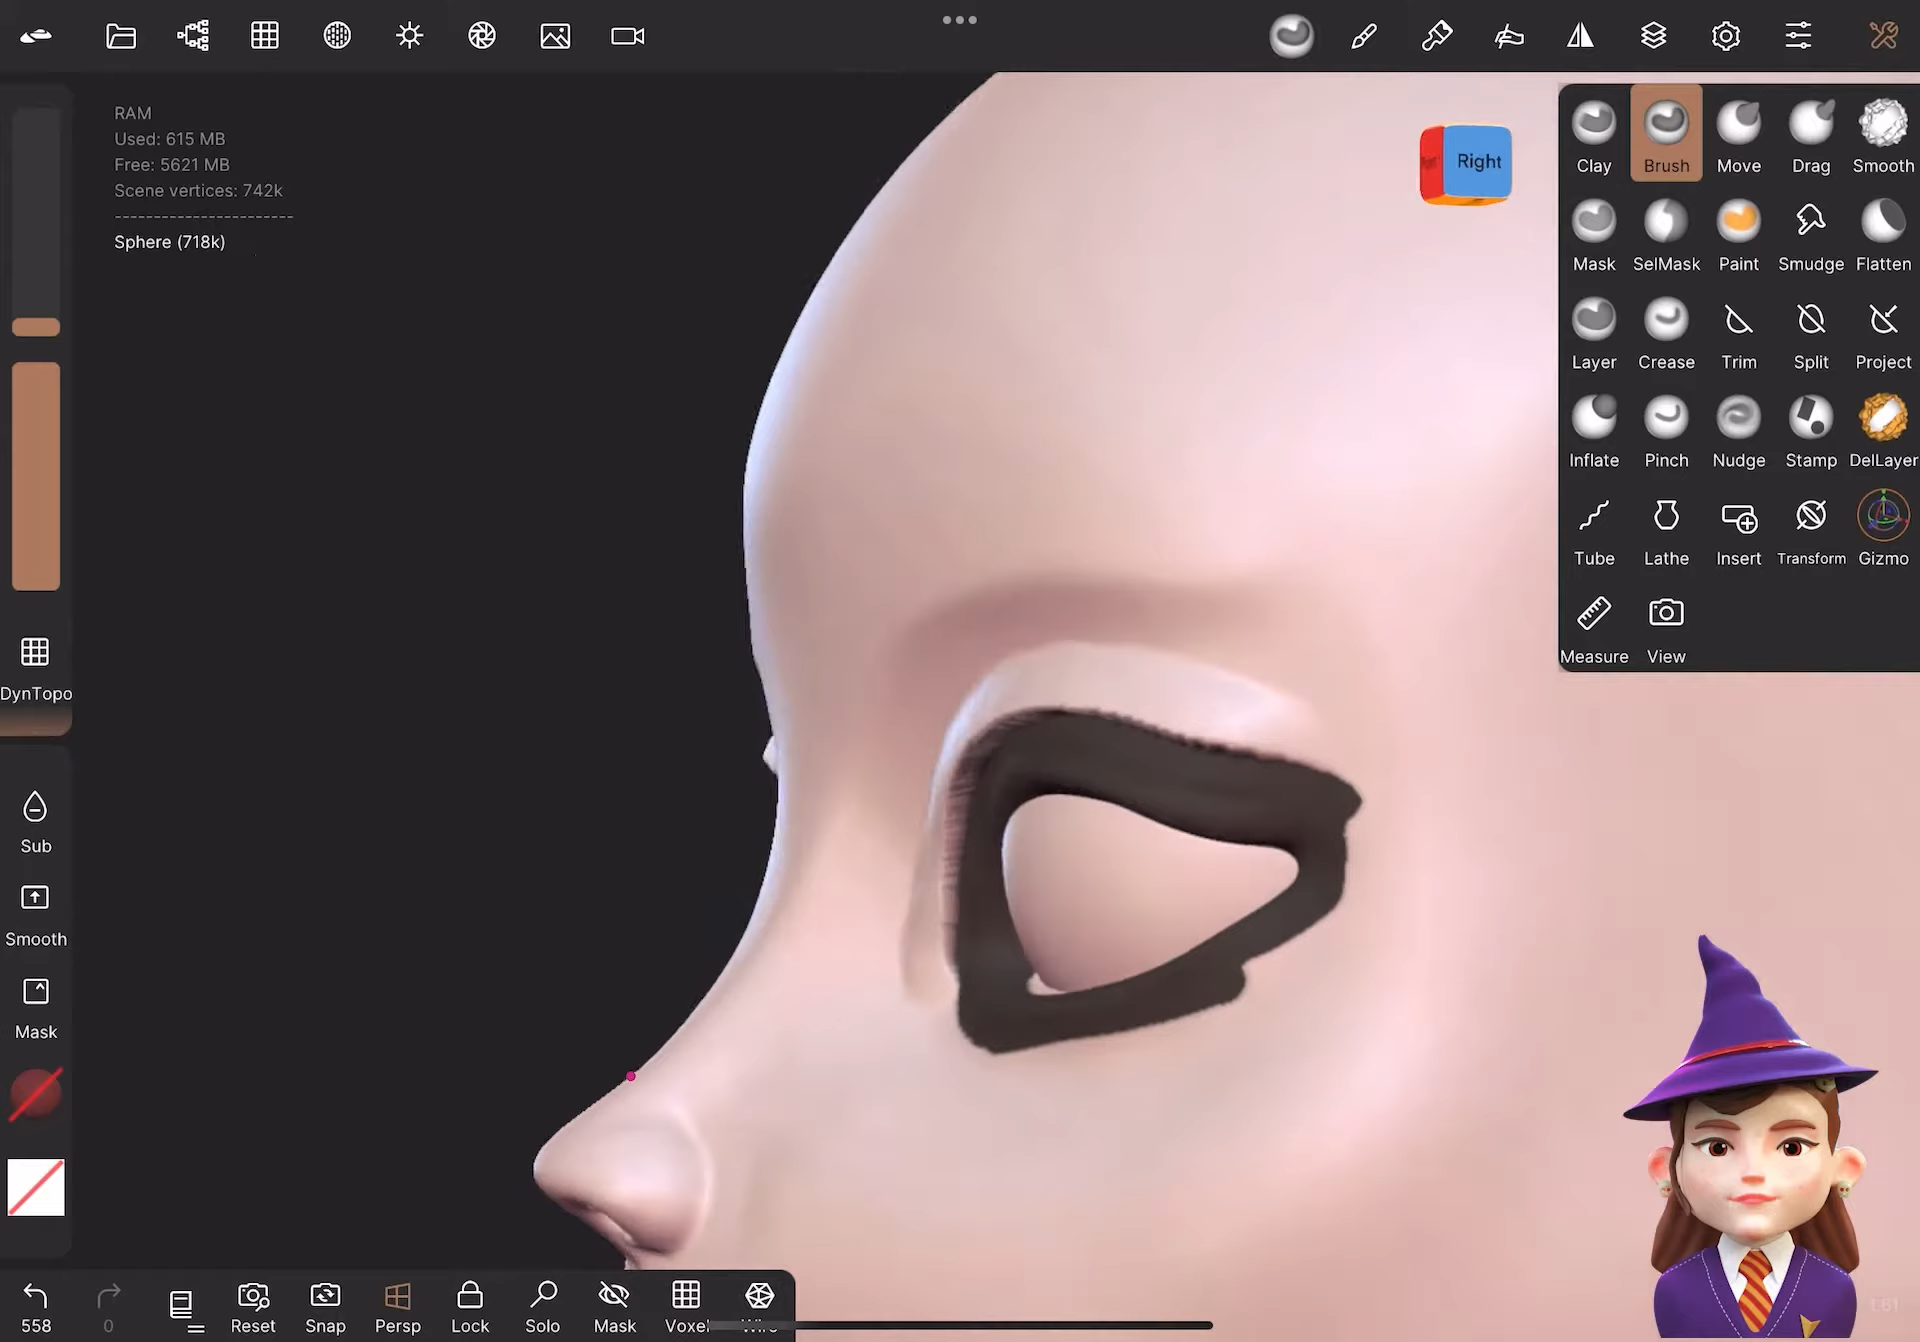 RAM
Used: 615 MB
Free: 5621 MB
Scene vertices: 742k
-----------------------
Sphere (718k)
Right
Clay Brush Move Drag Smooth
Mask SelMask Paint Smudge Flatten
Layer Crease Trim Split Project
Inflate Pinch Nudge Stamp DelLayer
Tube Lathe Insert Transform Gizmo
Measure View
DynTopo
Sub
Smooth
Mask
558 0 Reset Snap Persp Lock Solo Mask Voxel Wire